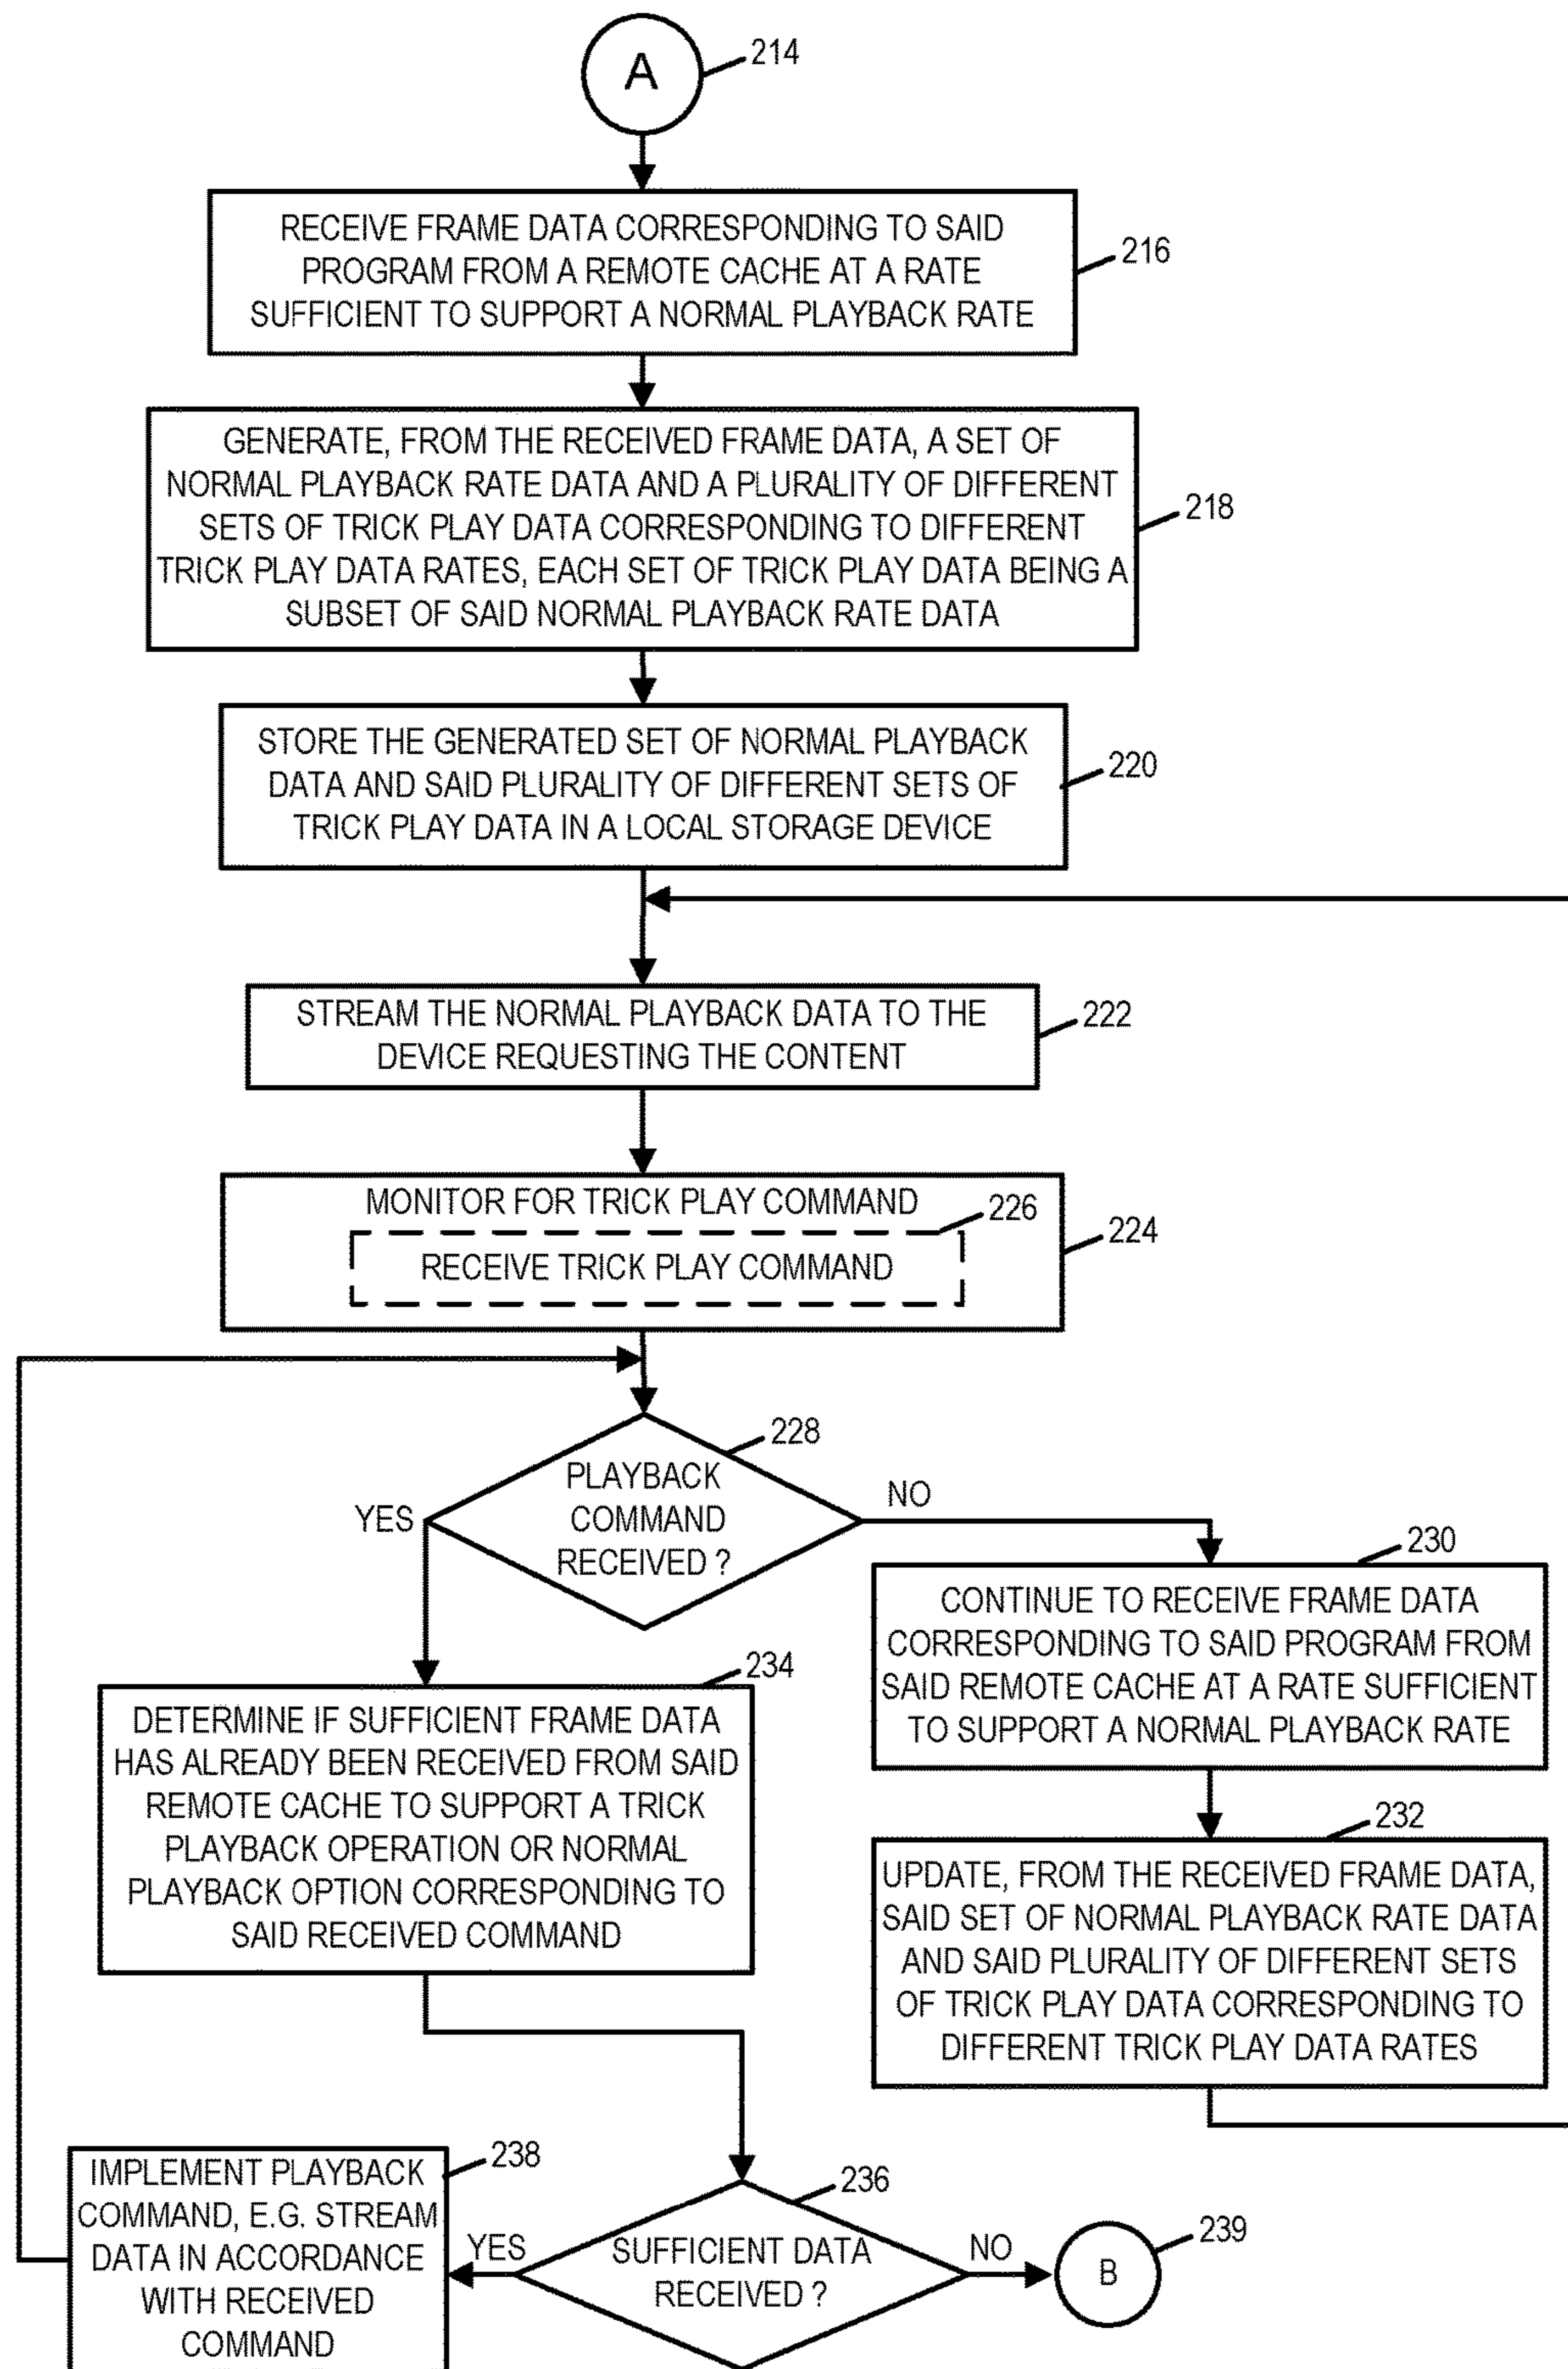 A
214
RECEIVE FRAME DATA CORRESPONDING TO SAID
PROGRAM FROM A REMOTE CACHE AT A RATE
SUFFICIENT TO SUPPORT A NORMAL PLAYBACK RATE
216
GENERATE, FROM THE RECEIVED FRAME DATA, A SET OF
NORMAL PLAYBACK RATE DATA AND A PLURALITY OF DIFFERENT
SETS OF TRICK PLAY DATA CORRESPONDING TO DIFFERENT
TRICK PLAY DATA RATES, EACH SET OF TRICK PLAY DATA BEING A
SUBSET OF SAID NORMAL PLAYBACK RATE DATA
218
STORE THE GENERATED SET OF NORMAL PLAYBACK
DATA AND SAID PLURALITY OF DIFFERENT SETS OF
TRICK PLAY DATA IN A LOCAL STORAGE DEVICE
220
STREAM THE NORMAL PLAYBACK DATA TO THE
DEVICE REQUESTING THE CONTENT
222
MONITOR FOR TRICK PLAY COMMAND
226
RECEIVE TRICK PLAY COMMAND
224
228
PLAYBACK
COMMAND
RECEIVED ?
YES
NO
230
CONTINUE TO RECEIVE FRAME DATA
CORRESPONDING TO SAID PROGRAM FROM
SAID REMOTE CACHE AT A RATE SUFFICIENT
TO SUPPORT A NORMAL PLAYBACK RATE
232
UPDATE, FROM THE RECEIVED FRAME DATA,
SAID SET OF NORMAL PLAYBACK RATE DATA
AND SAID PLURALITY OF DIFFERENT SETS
OF TRICK PLAY DATA CORRESPONDING TO
DIFFERENT TRICK PLAY DATA RATES
234
DETERMINE IF SUFFICIENT FRAME DATA
HAS ALREADY BEEN RECEIVED FROM SAID
REMOTE CACHE TO SUPPORT A TRICK
PLAYBACK OPERATION OR NORMAL
PLAYBACK OPTION CORRESPONDING TO
SAID RECEIVED COMMAND
236
SUFFICIENT DATA
RECEIVED ?
YES
NO
238
IMPLEMENT PLAYBACK
COMMAND, E.G. STREAM
DATA IN ACCORDANCE
WITH RECEIVED
COMMAND
B
239